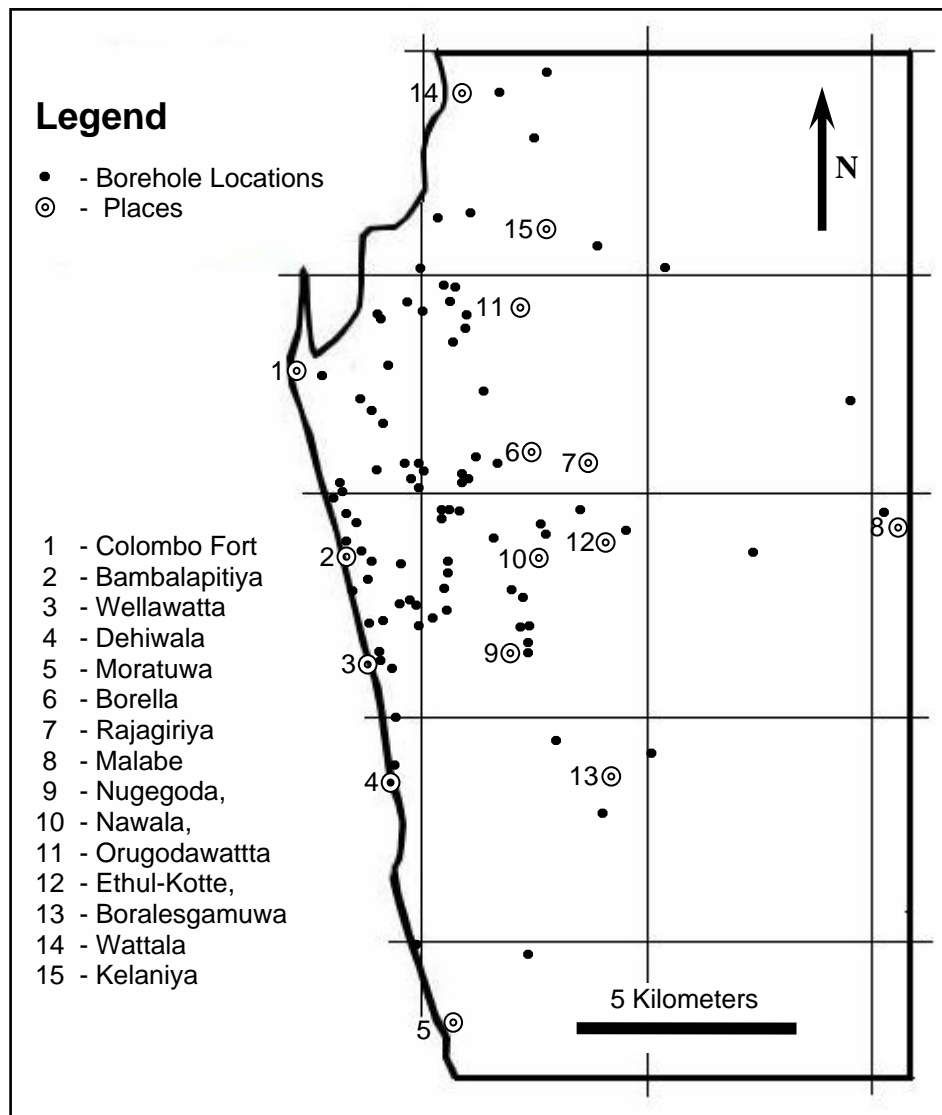 Legend
- Borehole Locations
- Places
N
14
15
11
1
6
7
8
2
10
12
3
9
4
13
5
1 - Colombo Fort
2 - Bambalapitiya
3 - Wellawatta
4 - Dehiwala
5 - Moratuwa
6 - Borella
7 - Rajagiriya
8 - Malabe
9 - Nugegoda,
10 - Nawala,
11 - Orugodawattta
12 - Ethul-Kotte,
13 - Boralesgamuwa
14 - Wattala
15 - Kelaniya
5 Kilometers